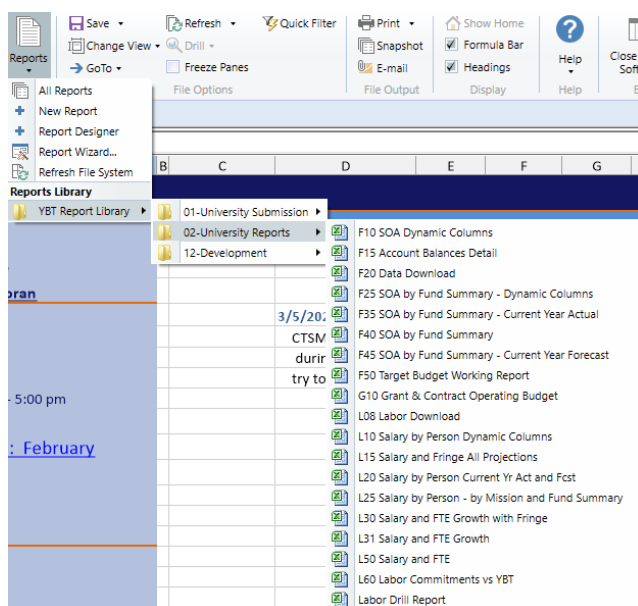 Save
Refresh
Quick Filter
Print
Show Home
Change View
Drill
Snapshot
Formula Bar
Reports
Help
Close
GoTo
Freeze Panes
E-mail
Headings
Soft
All Reports
File Options
File Output
Display
Help
New Report
Report Designer
Report Wizard...
B C D E F G
Refresh File System
Reports Library
YBT Report Library
01-University Submission
02-University Reports
12-Development
F10 SOA Dynamic Columns
F15 Account Balances Detail
F20 Data Download
F25 SOA by Fund Summary - Dynamic Columns
F35 SOA by Fund Summary - Current Year Actual
F40 SOA by Fund Summary
F45 SOA by Fund Summary - Current Year Forecast
F50 Target Budget Working Report
G10 Grant & Contract Operating Budget
L08 Labor Download
L10 Salary by Person Dynamic Columns
L15 Salary and Fringe All Projections
L20 Salary by Person Current Yr Act and Fcst
L25 Salary by Person - by Mission and Fund Summary
L30 Salary and FTE Growth with Fringe
L31 Salary and FTE Growth
L50 Salary and FTE
L60 Labor Commitments vs YBT
Labor Drill Report
oran
3/5/202
CTSM
durir
try to
- 5:00 pm
: February